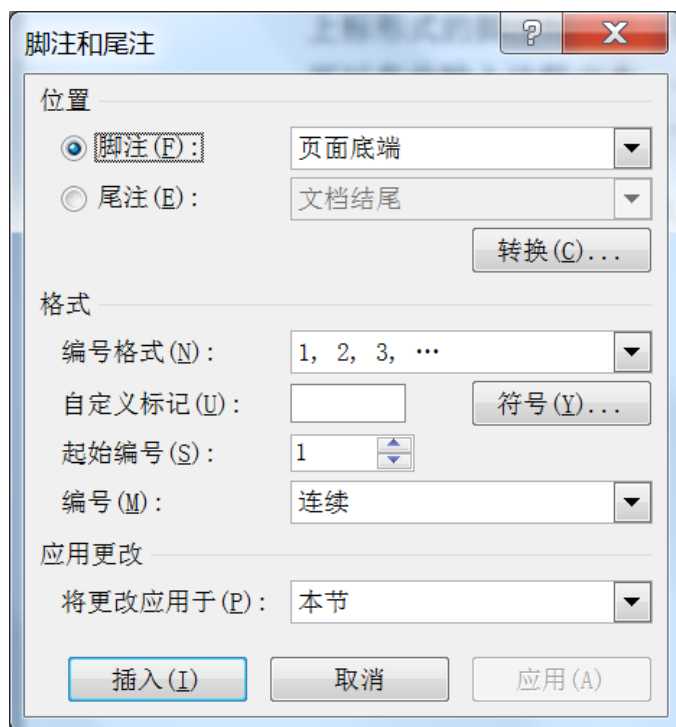 脚注和尾注
位置
脚注(F): 页面底端
尾注(E): 文档结尾
转换(C)...
格式
编号格式(N): 1, 2, 3, …
自定义标记(U): 符号(Y)...
起始编号(S): 1
编号(M): 连续
应用更改
将更改应用于(P): 本节
插入(I) 取消 应用(A)